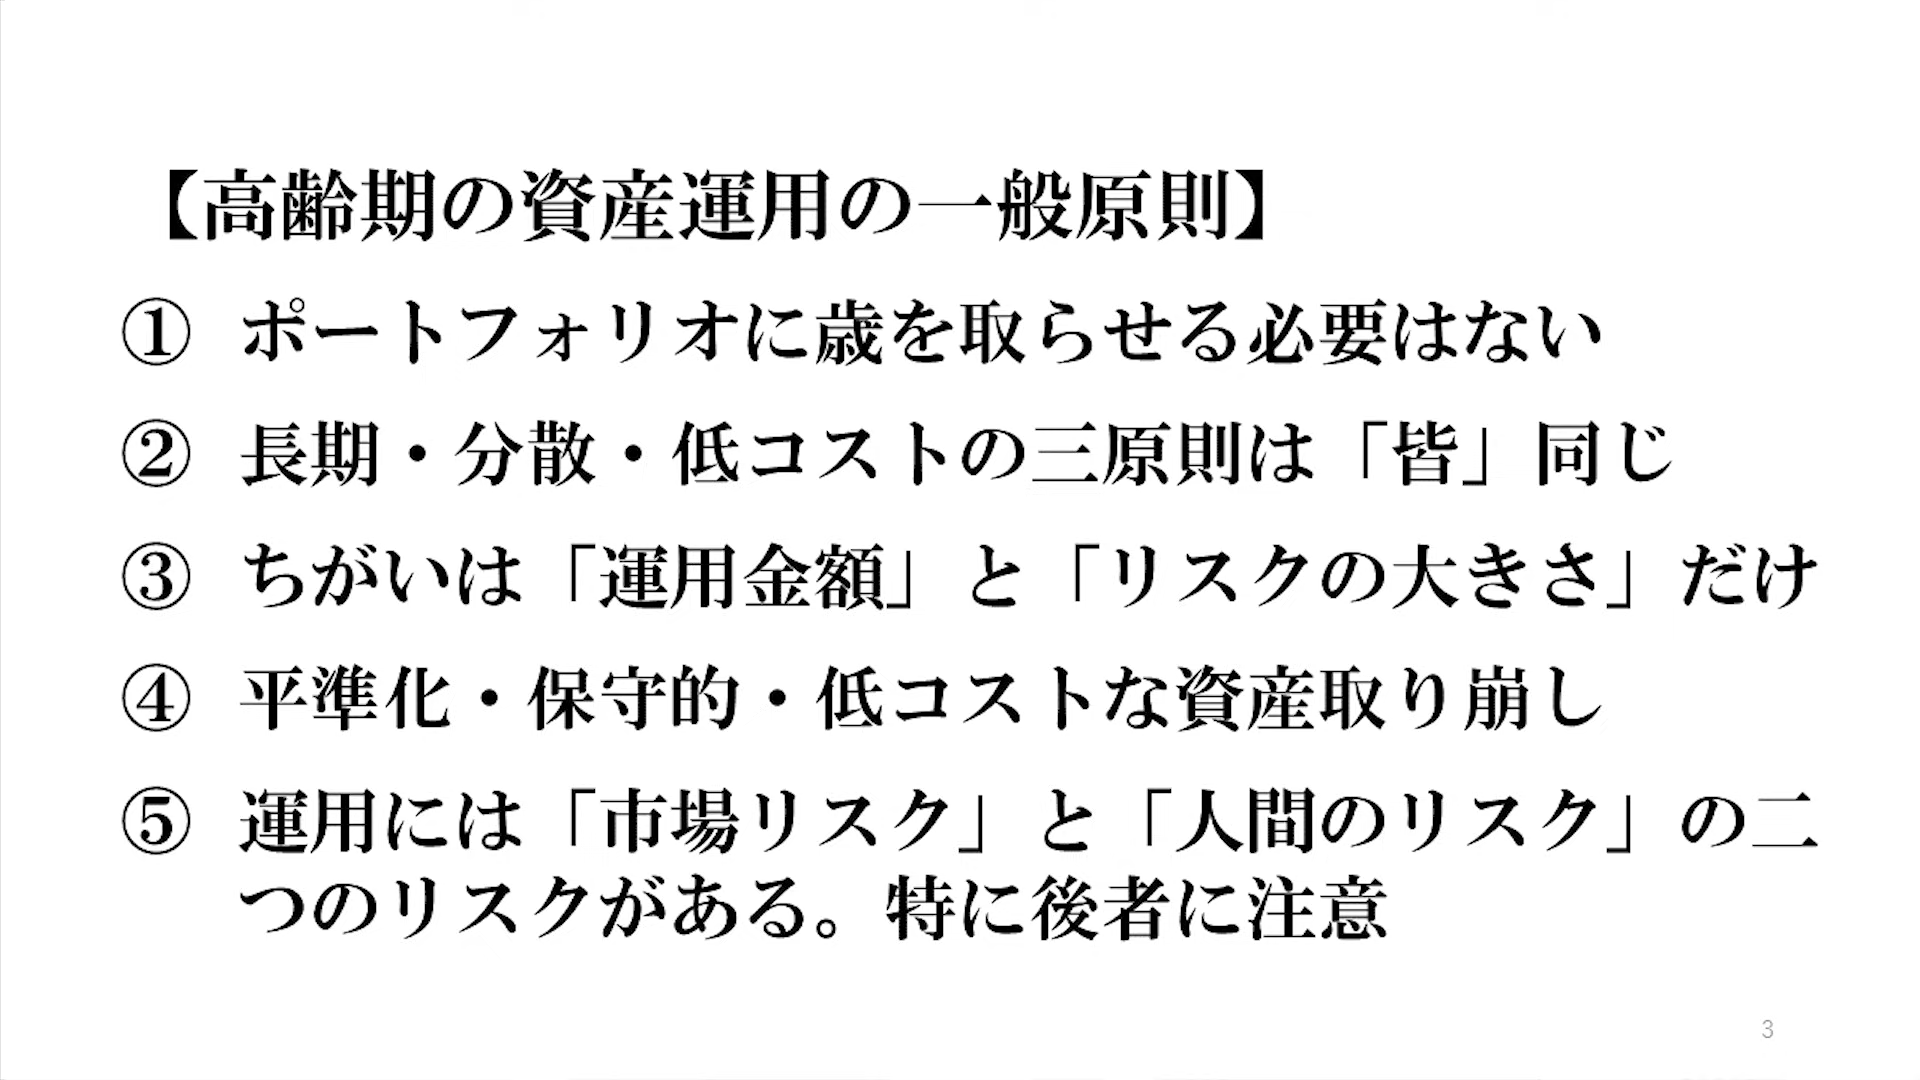 【高齢期の資産運用の一般原則】
① ポートフォリオに歳を取らせる必要はない
② 長期・分散・低コストの三原則は「皆」同じ
③ ちがいは「運用金額」と「リスクの大きさ」だけ
④ 平準化・保守的・低コストな資産取り崩し
⑤ 運用には「市場リスク」と「人間のリスク」の二
つのリスクがある。特に後者に注意
3